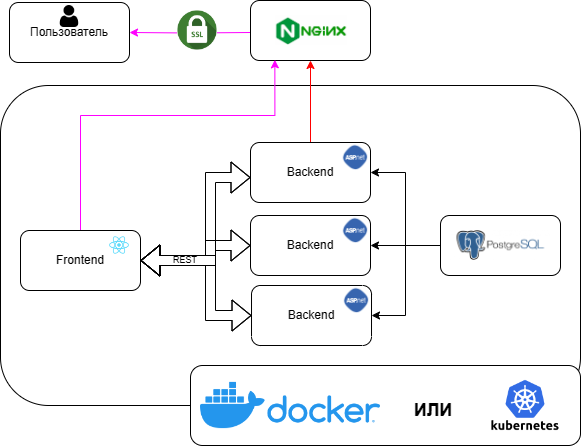 Пользователь
SSL
NGINX
Backend
ASP.net
Frontend
REST
Backend
ASP.net
PostgreSQL
Backend
ASP.net
docker
ИЛИ
kubernetes